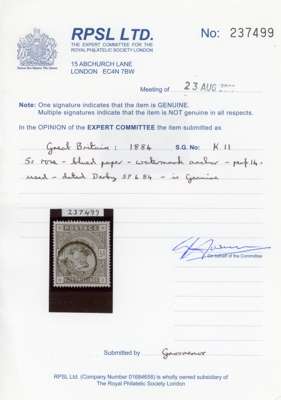 RPSL LTD.
THE EXPERT COMMITTEE FOR THE
ROYAL PHILATELIC SOCIETY LONDON
No: 237499
15 ABCHURCH LANE
LONDON EC4N 7BW
Meeting of 23 AUG
Note: One signature indicates that the item is GENUINE.
Multiple signatures indicate that the item is NOT genuine in all respects.
In the OPINION of the EXPERT COMMITTEE the item submitted as
Great Britain: 1884 S.G. No: K11
5s rose - blued paper - watermark anchor - perf 14 -
used - dated Derby - is Genuine
237499
POSTAGE
On behalf of the Committee
Submitted by Grosvenor
RPSL Ltd. (Company Number 01684658) is wholly owned subsidiary of
The Royal Philatelic Society London